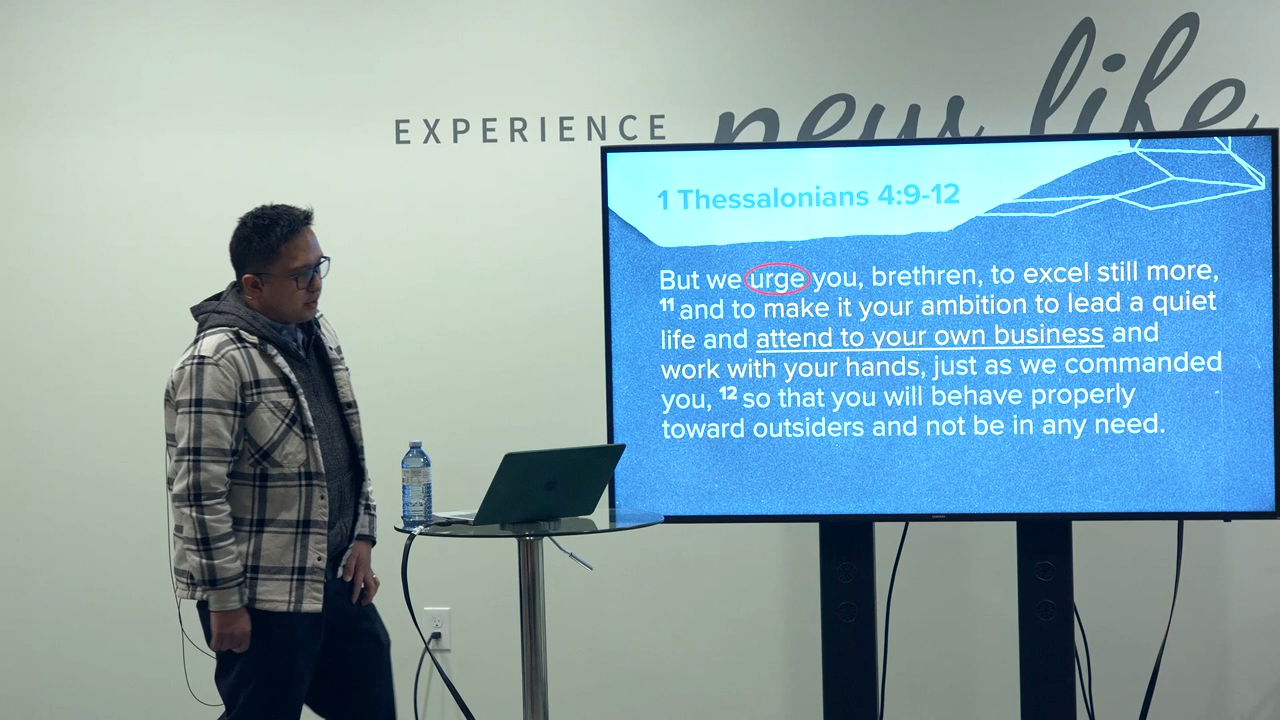 EXPERIENCE new life
1 Thessalonians 4:9-12
But we urge you, brethren, to excel still more,
11 and to make it your ambition to lead a quiet
life and attend to your own business and
work with your hands, just as we commanded
you, 12 so that you will behave properly
toward outsiders and not be in any need.